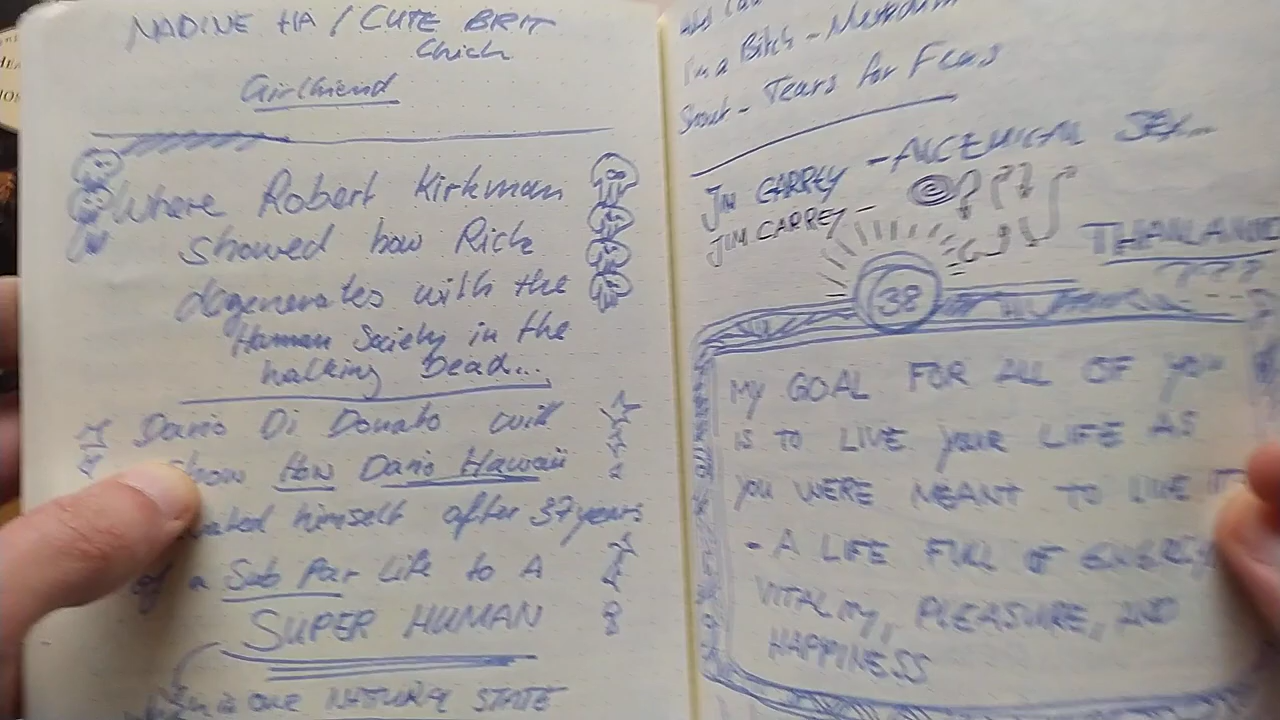 NADINE HA / CUTE BRIT
Chick
Girlfriend
Where Robert Kirkman
showed how Rick
degenerates with the
Human Society in the
walking Dead...
Dario Di Donato will
show How Dario Hawaii
himself after 37 years
of a Sub Par Life to A
SUPER HUMAN
is OUR NATURAL STATE
I'm a Bitch -
Shout - Tears for Fears
JIM CARREY - ALCEMICAL SEX...
JIM CARREY -
???
THAILAND
???
38
MY GOAL FOR ALL OF you
is to LIVE your LIFE AS
you WERE MEANT TO LIVE IT
- A LIFE FULL OF ENERGY
VITALITY, PLEASURE, AND
HAPPINESS